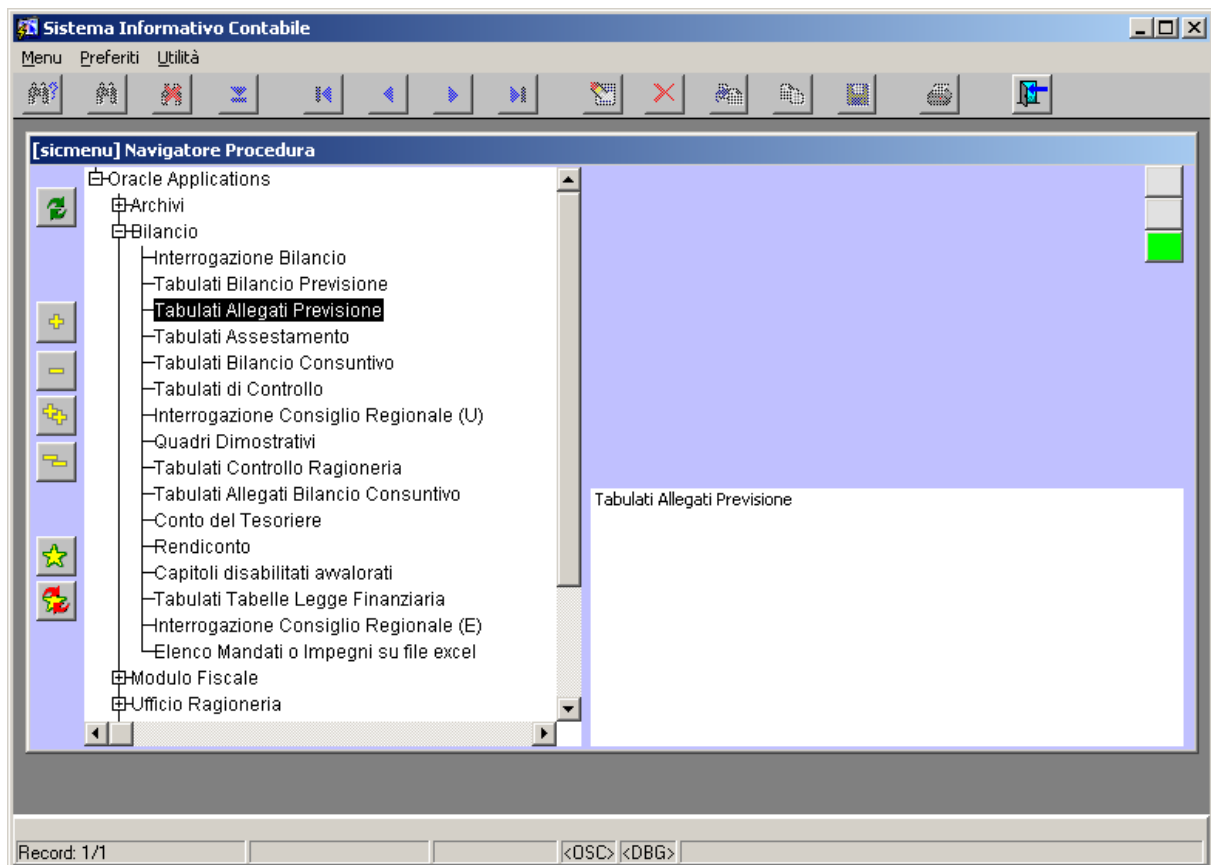 Sistema Informativo Contabile
Menu Preferiti Utilità
[sicmenu] Navigatore Procedura
Oracle Applications
Archivi
Bilancio
Interrogazione Bilancio
Tabulati Bilancio Previsione
Tabulati Allegati Previsione
Tabulati Assestamento
Tabulati Bilancio Consuntivo
Tabulati di Controllo
Interrogazione Consiglio Regionale (U)
Quadri Dimostrativi
Tabulati Controllo Ragioneria
Tabulati Allegati Bilancio Consuntivo
Conto del Tesoriere
Rendiconto
Capitoli disabilitati avvalorati
Tabulati Tabelle Legge Finanziaria
Interrogazione Consiglio Regionale (E)
Elenco Mandati o Impegni su file excel
Modulo Fiscale
Ufficio Ragioneria
Tabulati Allegati Previsione
Record: 1/1 <OSC> <DBG>